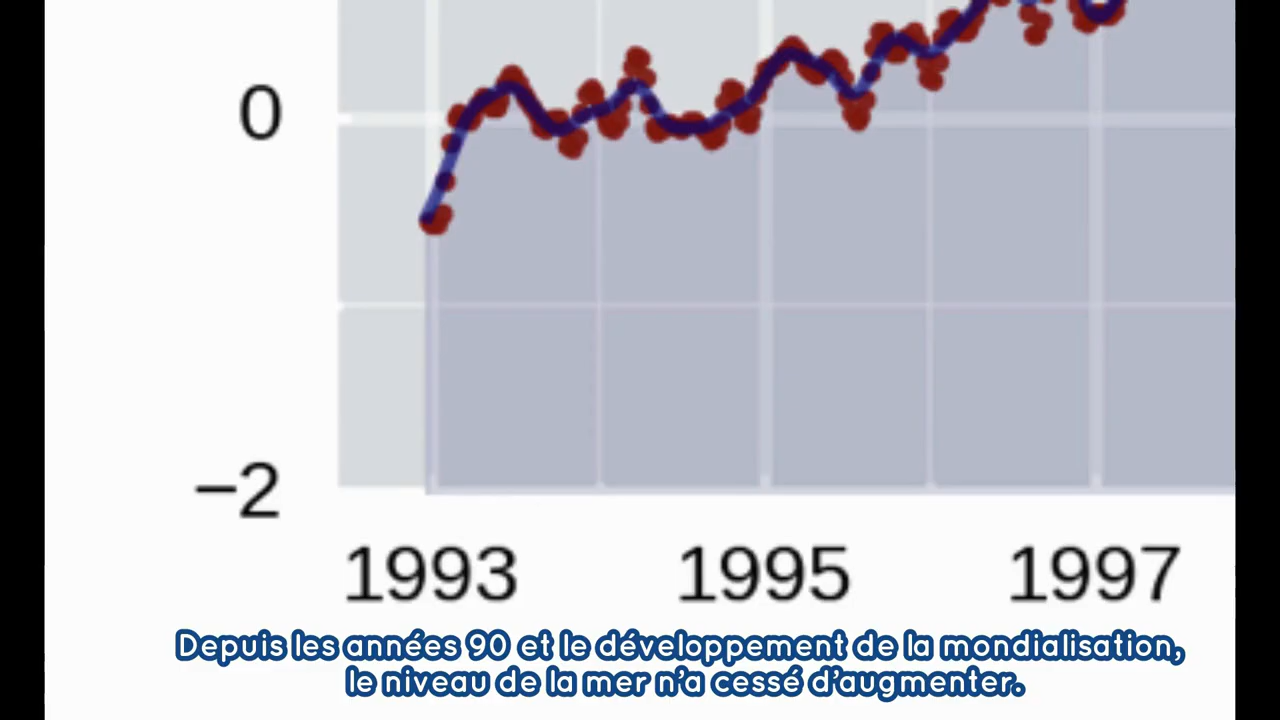 0
−2
1993 1995 1997
Depuis les années 90 et le développement de la mondialisation,
le niveau de la mer n'a cessé d'augmenter.